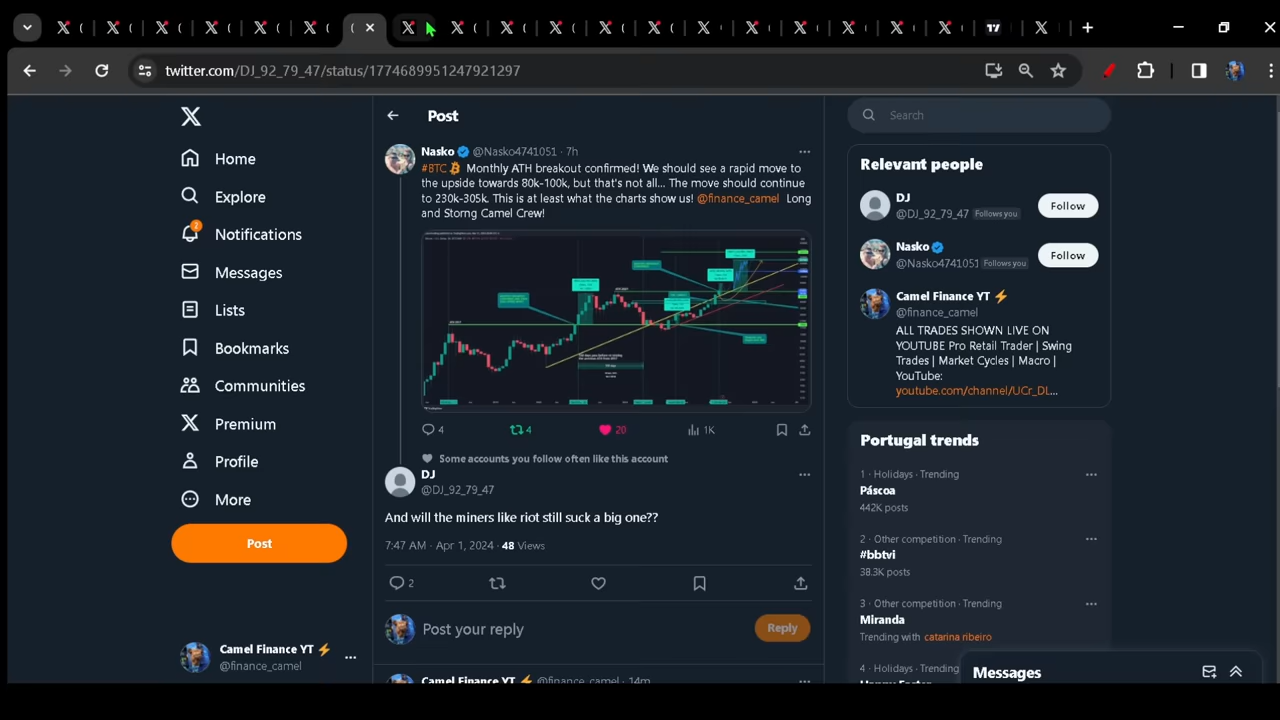 twitter.com/DJ_92_79_47/status/1774689951247921297
Home
Explore
2
Notifications
Messages
Lists
Bookmarks
Communities
Premium
Profile
More
Post
Camel Finance YT
@finance_camel
Post
Nasko @Nasko4741051 · 7h
#BTC Monthly ATH breakout confirmed! We should see a rapid move to
the upside towards 80k-100k, but that's not all... The move should continue
to 230k-305k. This is at least what the charts show us! @finance_camel Long
and Storng Camel Crew!
4
4
20
1K
Some accounts you follow often like this account
DJ
@DJ_92_79_47
And will the miners like riot still suck a big one??
7:47 AM · Apr 1, 2024 · 48 Views
2
Post your reply
Reply
Camel Finance YT @finance_camel · 14m
Search
Relevant people
DJ
@DJ_92_79_47 Follows you
Follow
Nasko
@Nasko4741051 Follows you
Follow
Camel Finance YT
@finance_camel
ALL TRADES SHOWN LIVE ON
YOUTUBE Pro Retail Trader | Swing
Trades | Market Cycles | Macro |
YouTube:
youtube.com/channel/UCr_DL...
Portugal trends
1 · Holidays · Trending
Páscoa
442K posts
2 · Other competition · Trending
#bbtvi
38.3K posts
3 · Other competition · Trending
Miranda
Trending with catarina ribeiro
4 · Holidays · Trending
Messages